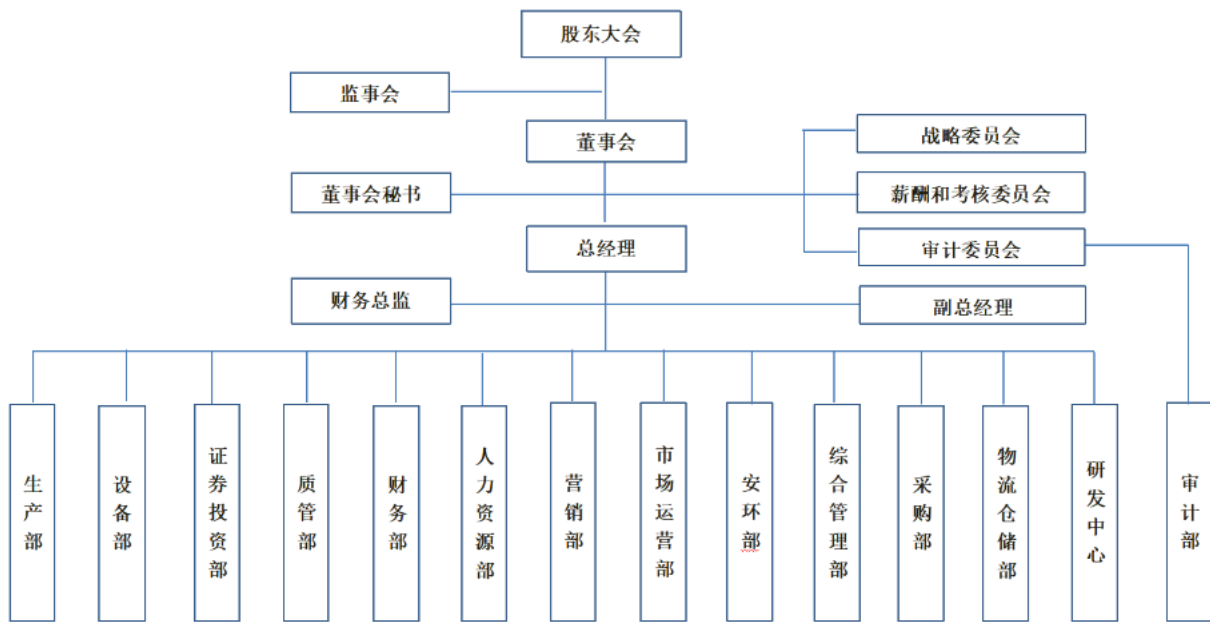 股东大会
监事会
董事会
战略委员会
董事会秘书
薪酬和考核委员会
总经理
审计委员会
财务总监
副总经理
生产部
设备部
证券投资部
质管部
财务部
人力资源部
营销部
市场运营部
安环部
综合管理部
采购部
物流仓储部
研发中心
审计部